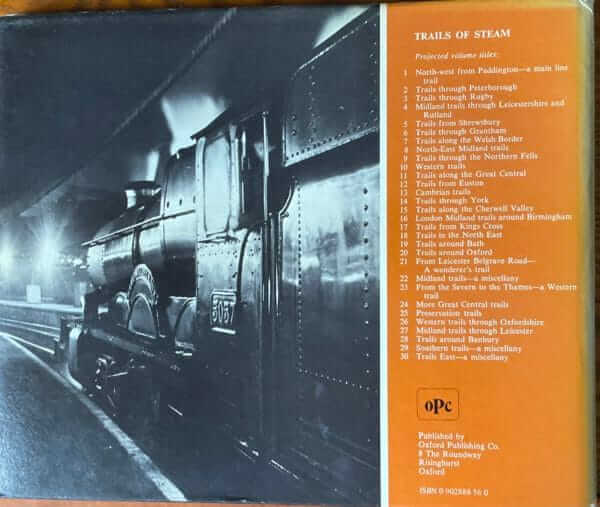 TRAILS OF STEAM
Projected volume titles:
1 North-west from Paddington—a main line
trail
2 Trails through Peterborough
3 Trails through Rugby
4 Midland trails through Leicestershire and
Rutland
5 Trails from Shrewsbury
6 Trails through Grantham
7 Trails along the Welsh Border
8 North-East Midland trails
9 Trails through the Northern Fells
10 Western trails
11 Trails along the Great Central
12 Trails from Euston
13 Cambrian trails
14 Trails through York
15 Trails along the Cherwell Valley
16 London Midland trails around Birmingham
17 Trails from Kings Cross
18 Trails in the North East
19 Trails around Bath
20 Trails around Oxford
21 From Leicester Belgrave Road—
A wanderer's trail
22 Midland trails—a miscellany
23 From the Severn to the Thames—a Western
trail
24 More Great Central trails
25 Preservation trails
26 Western trails through Oxfordshire
27 Midland trails through Leicester
28 Trails around Banbury
29 Southern trails—a miscellany
30 Trails East—a miscellany
oPc
Published by
Oxford Publishing Co.
8 The Roundway
Risinghurst
Oxford
ISBN 0 902888 56 0